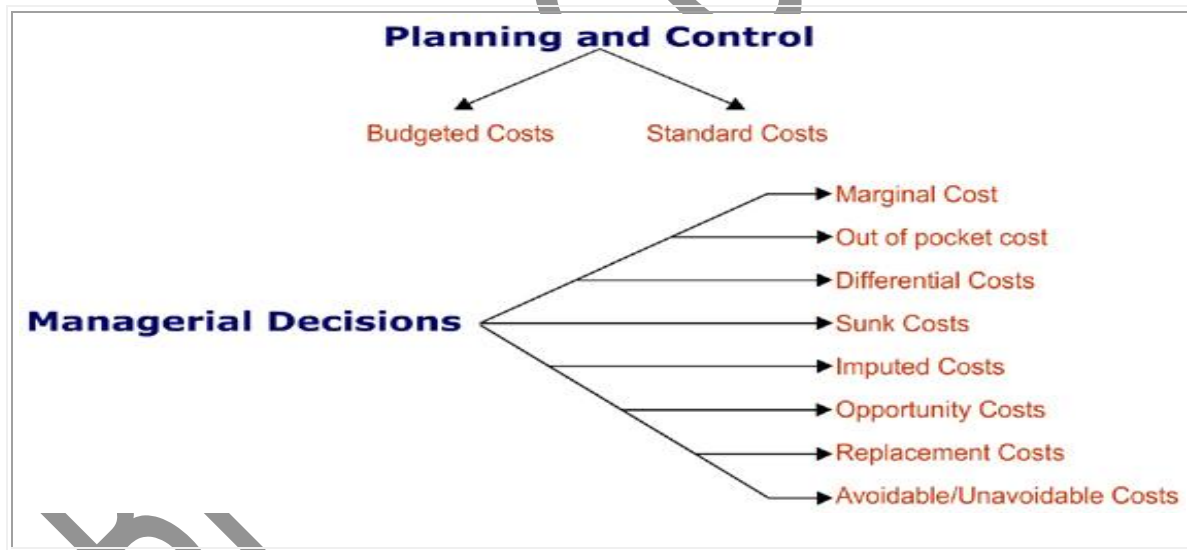 Planning and Control
Budgeted Costs
Standard Costs
Marginal Cost
Out of pocket cost
Differential Costs
Managerial Decisions
Sunk Costs
Imputed Costs
Opportunity Costs
Replacement Costs
Avoidable/Unavoidable Costs